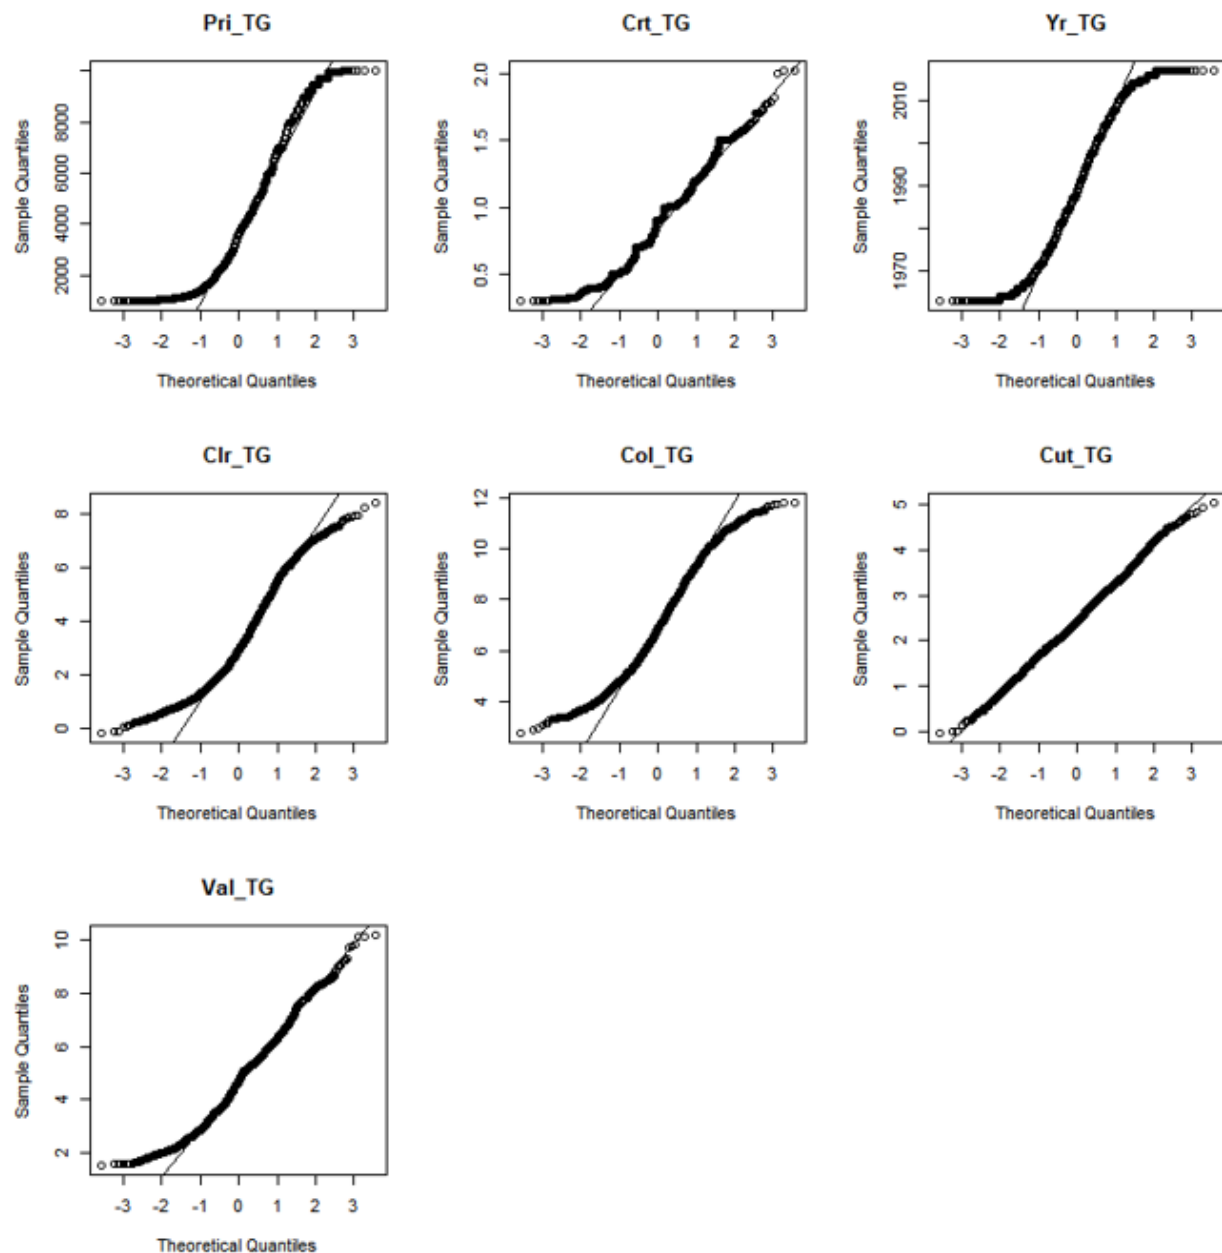 Pri_TG Crt_TG Yr_TG
Sample Quantiles 2000 4000 6000 8000
Sample Quantiles 0.5 1.0 1.5 2.0
Sample Quantiles 1970 1990 2010
-3 -2 -1 0 1 2 3 -3 -2 -1 0 1 2 3 -3 -2 -1 0 1 2 3
Theoretical Quantiles Theoretical Quantiles Theoretical Quantiles
Clr_TG Col_TG Cut_TG
Sample Quantiles 0 2 4 6 8
Sample Quantiles 4 6 8 10 12
Sample Quantiles 0 1 2 3 4 5
-3 -2 -1 0 1 2 3 -3 -2 -1 0 1 2 3 -3 -2 -1 0 1 2 3
Theoretical Quantiles Theoretical Quantiles Theoretical Quantiles
Val_TG
Sample Quantiles 2 4 6 8 10
-3 -2 -1 0 1 2 3
Theoretical Quantiles